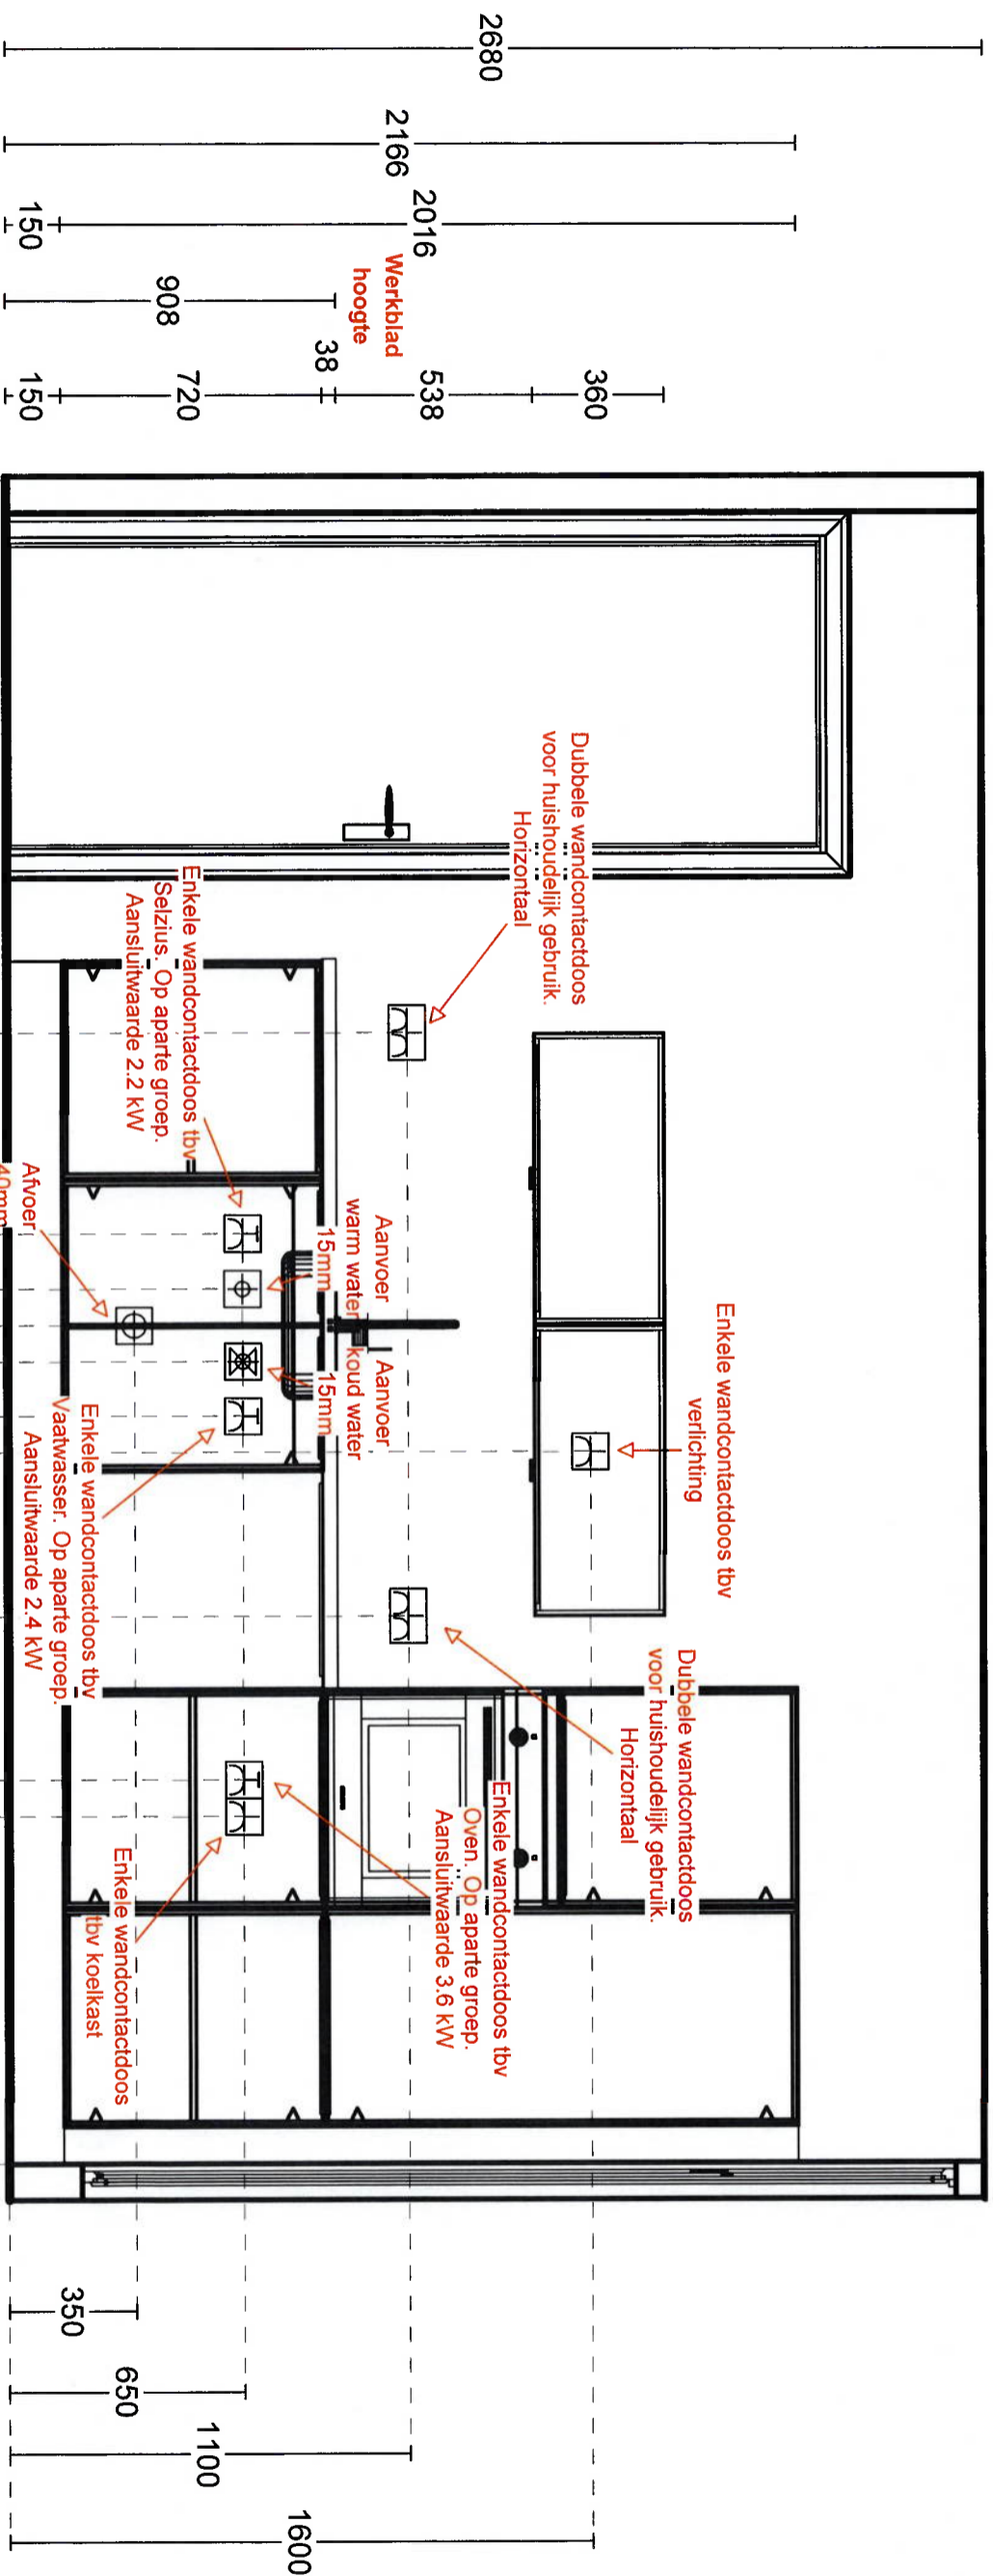 2680
2166
2016
150
Werkblad
hoogte
908
360
538
38
720
150
Dubbele wandcontactdoos
voor huishoudelijk gebruik.
Horizontaal
Enkele wandcontactdoos tbv
verlichting
Dubbele wandcontactdoos
voor huishoudelijk gebruik.
Horizontaal
Enkele wandcontactdoos tbv
Selzius. Op aparte groep.
Aansluitwaarde 2.2 kW
Aanvoer
warm water
15mm
Aanvoer
koud water
15mm
Afvoer
40mm
Enkele wandcontactdoos tbv
Vaatwasser. Op aparte groep.
Aansluitwaarde 2.4 kW
Enkele wandcontactdoos tbv
Oven. Op aparte groep.
Aansluitwaarde 3.6 kW
Enkele wandcontactdoos
tbv koelkast
350
650
1100
1600